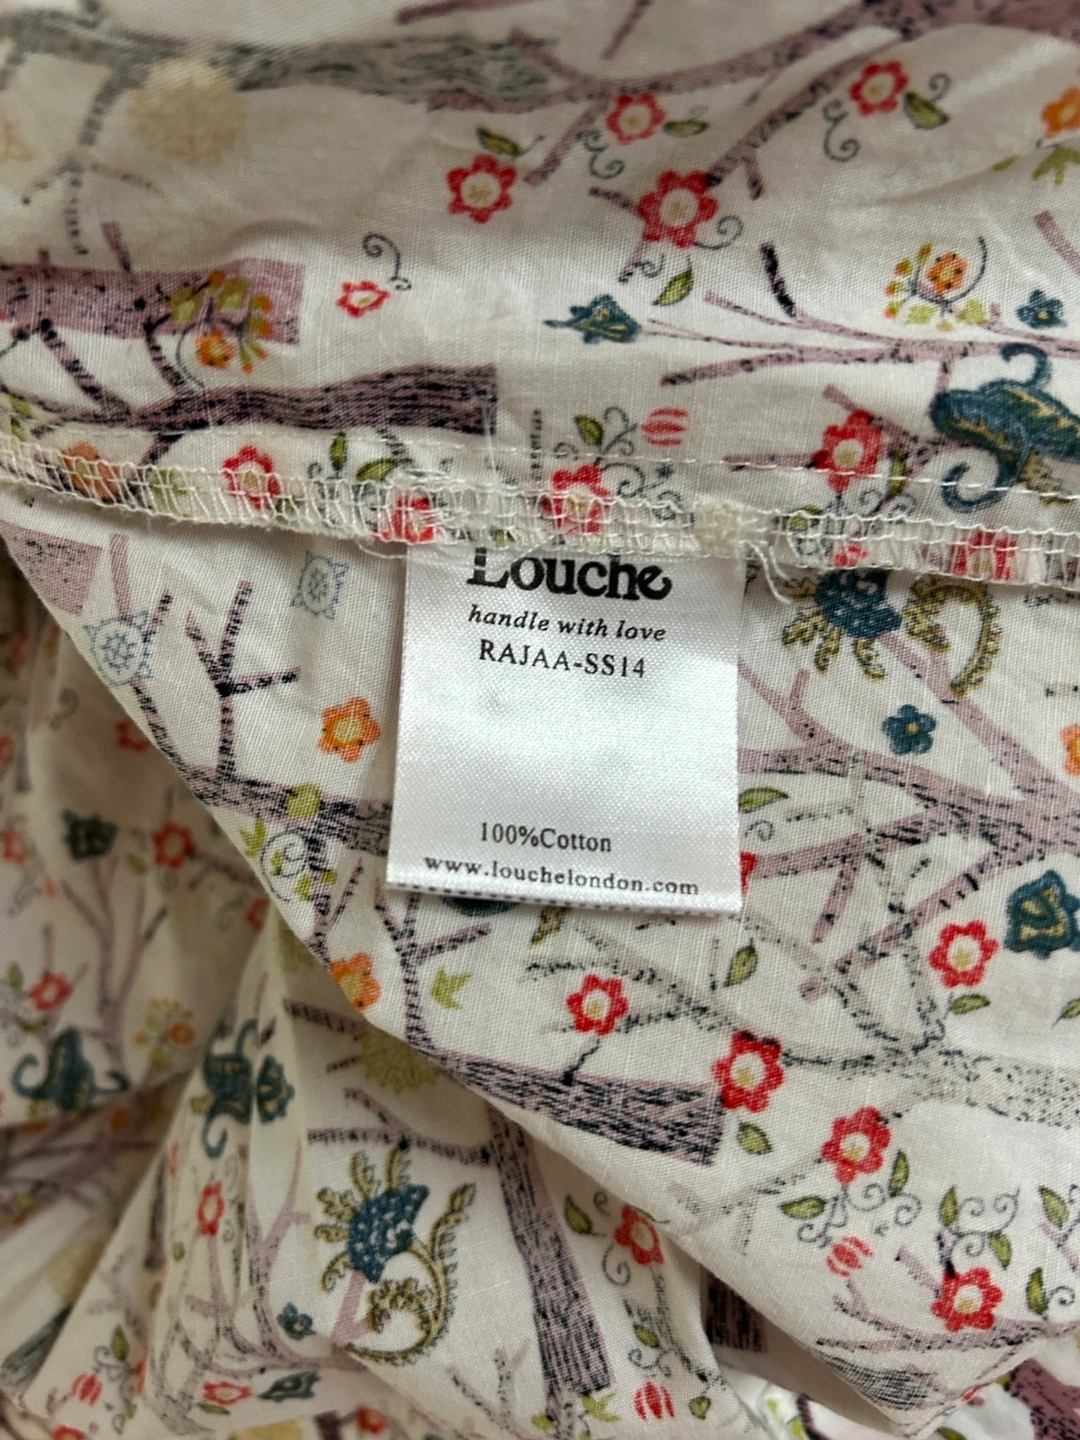 Louche
handle with love
RAJAA-SS14
100%Cotton
www.louchelondon.com